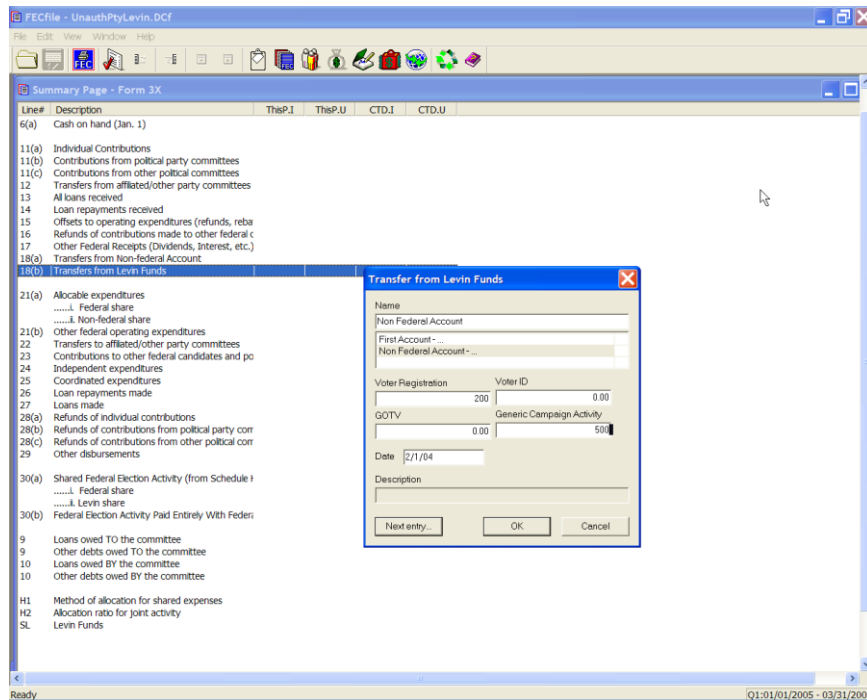 FECfile - UnauthPtyLevin.DCf
File Edit View Window Help
FEC
FEC
Summary Page - Form 3X
Line# Description ThisP.I ThisP.U CTD.I CTD.U
6(a) Cash on hand (Jan. 1)
11(a) Individual Contributions
11(b) Contributions from political party committees
11(c) Contributions from other political committees
12 Transfers from affiliated/other party committees
13 All loans received
14 Loan repayments received
15 Offsets to operating expenditures (refunds, reba
16 Refunds of contributions made to other federal c
17 Other Federal Receipts (Dividends, Interest, etc.)
18(a) Transfers from Non-federal Account
18(b) Transfers from Levin Funds
21(a) Allocable expenditures
......i. Federal share
......ii. Non-federal share
21(b) Other federal operating expenditures
22 Transfers to affiliated/other party committees
23 Contributions to other federal candidates and po
24 Independent expenditures
25 Coordinated expenditures
26 Loan repayments made
27 Loans made
28(a) Refunds of individual contributions
28(b) Refunds of contributions from political party com
28(c) Refunds of contributions from other political com
29 Other disbursements
30(a) Shared Federal Election Activity (from Schedule H
......i. Federal share
......ii. Levin share
30(b) Federal Election Activity Paid Entirely With Federa
9 Loans owed TO the committee
9 Other debts owed TO the committee
10 Loans owed BY the committee
10 Other debts owed BY the committee
H1 Method of allocation for shared expenses
H2 Allocation ratio for joint activity
SL Levin Funds
Transfer from Levin Funds
Name
Non Federal Account
First Account - ...
Non Federal Account - ...
Voter Registration Voter ID
200 0.00
GOTV Generic Campaign Activity
0.00 500
Date 2/1/04
Description
Next entry... OK Cancel
Ready Q1:01/01/2005 - 03/31/200